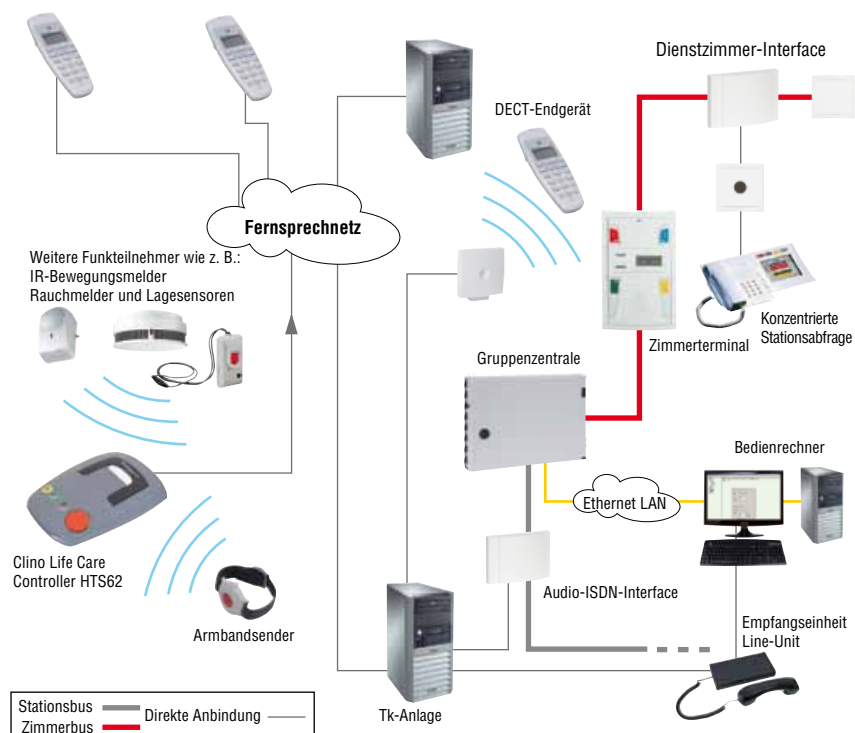 Dienstzimmer-Interface
DECT-Endgerät
Fernsprechnetz
Weitere Funkteilnehmer wie z. B.:
IR-Bewegungsmelder
Rauchmelder und Lagesensoren
Konzentrierte
Stationsabfrage
Zimmerterminal
Gruppenzentrale
Bedienrechner
Ethernet LAN
Clino Life Care
Controller HTS62
Armbandsender
Audio-ISDN-Interface
Empfangseinheit
Line-Unit
Tk-Anlage
Stationsbus
Direkte Anbindung
Zimmerbus